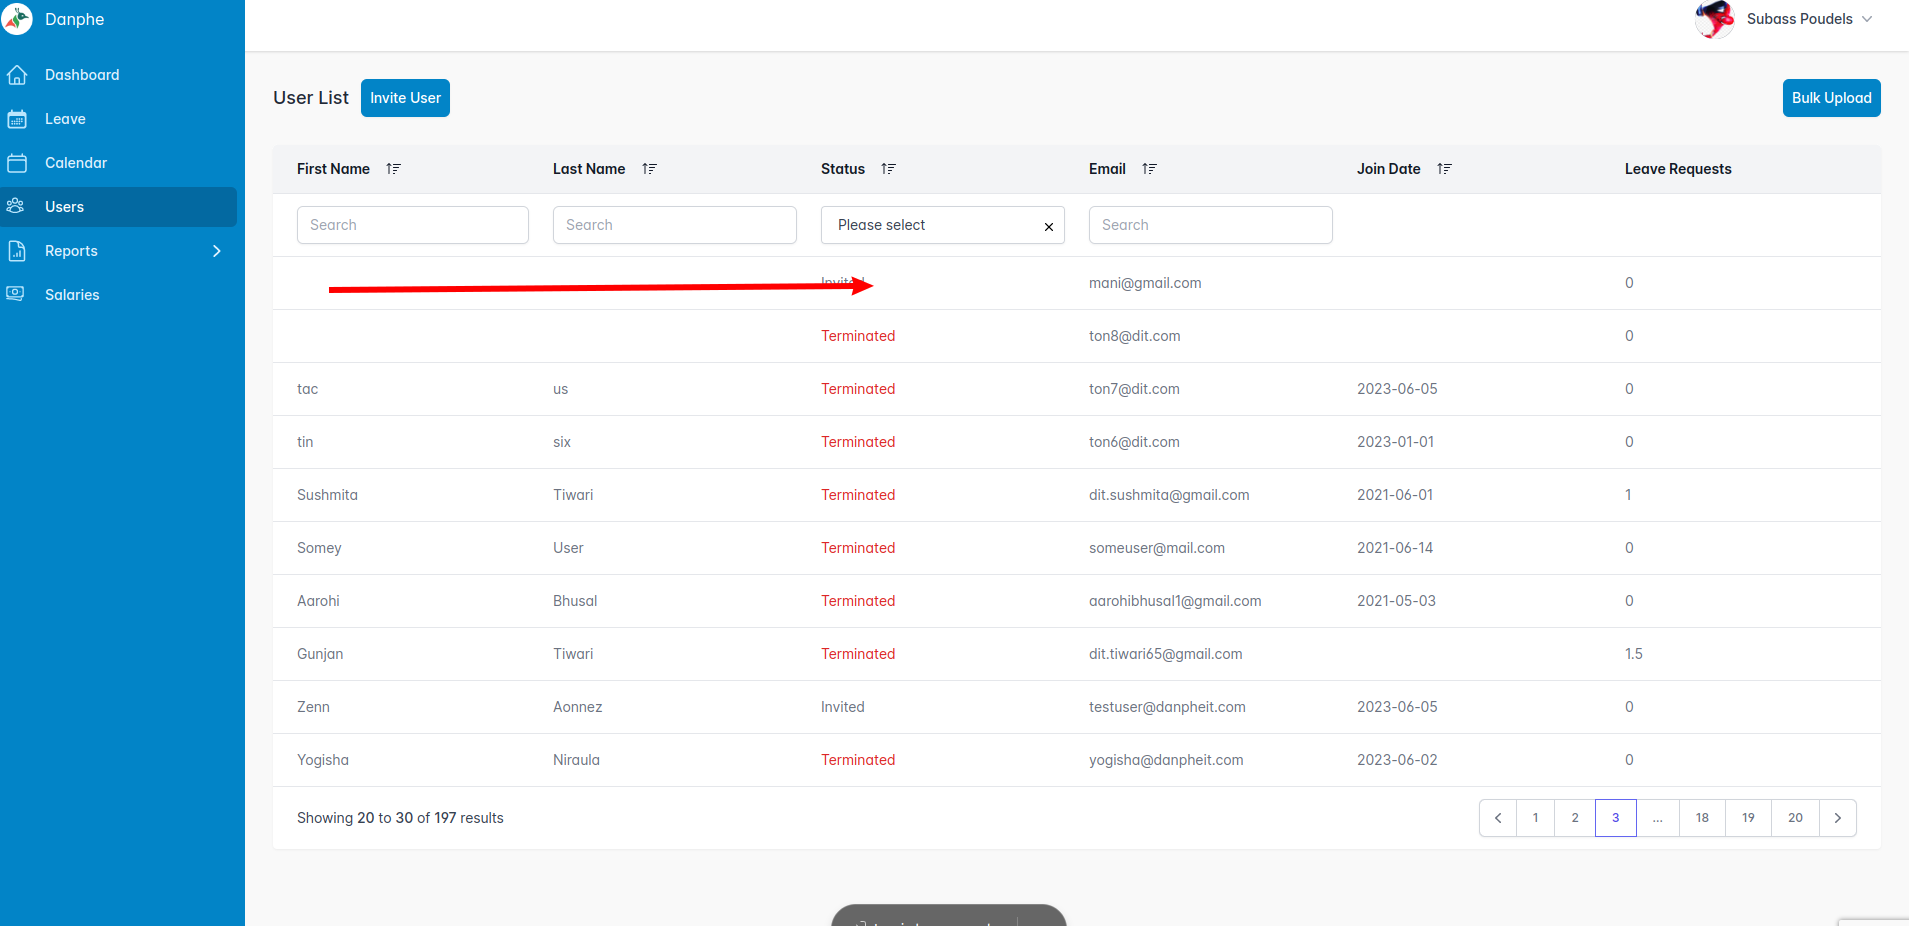 Danphe
Subass Poudels
Dashboard
Leave
Calendar
Users
Reports
Salaries
User List Invite User Bulk Upload
First Name Last Name Status Email Join Date Leave Requests
Search Search Please select × Search
Invited mani@gmail.com 0
Terminated ton8@dit.com 0
tac us Terminated ton7@dit.com 2023-06-05 0
tin six Terminated ton6@dit.com 2023-01-01 0
Sushmita Tiwari Terminated dit.sushmita@gmail.com 2021-06-01 1
Somey User Terminated someuser@mail.com 2021-06-14 0
Aarohi Bhusal Terminated aarohibhusal1@gmail.com 2021-05-03 0
Gunjan Tiwari Terminated dit.tiwari65@gmail.com 1.5
Zenn Aonnez Invited testuser@danpheit.com 2023-06-05 0
Yogisha Niraula Terminated yogisha@danpheit.com 2023-06-02 0
Showing 20 to 30 of 197 results
1 2 3 ... 18 19 20